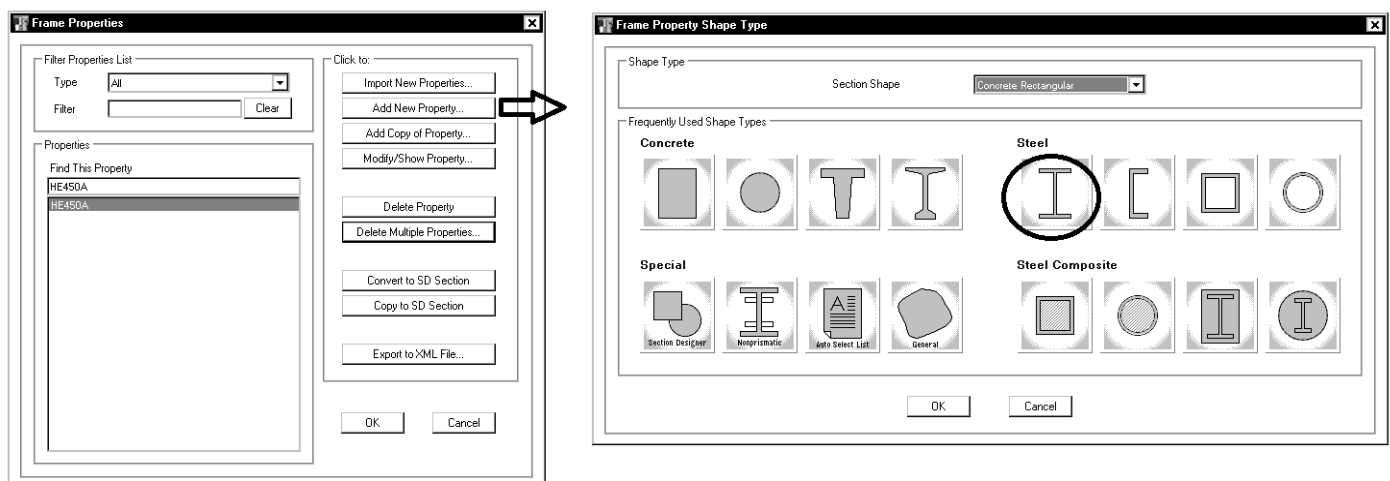 Frame Properties
Filter Properties List
Type All
Filter Clear
Properties
Find This Property
HE450A
HE450A
Click to:
Import New Properties...
Add New Property...
Add Copy of Property...
Modify/Show Property...
Delete Property
Delete Multiple Properties...
Convert to SD Section
Copy to SD Section
Export to XML File...
OK Cancel
Frame Property Shape Type
Shape Type
Section Shape Concrete Rectangular
Frequently Used Shape Types
Concrete
Steel
Special
Section Designer Nonprismatic Auto Select List General
Steel Composite
OK Cancel